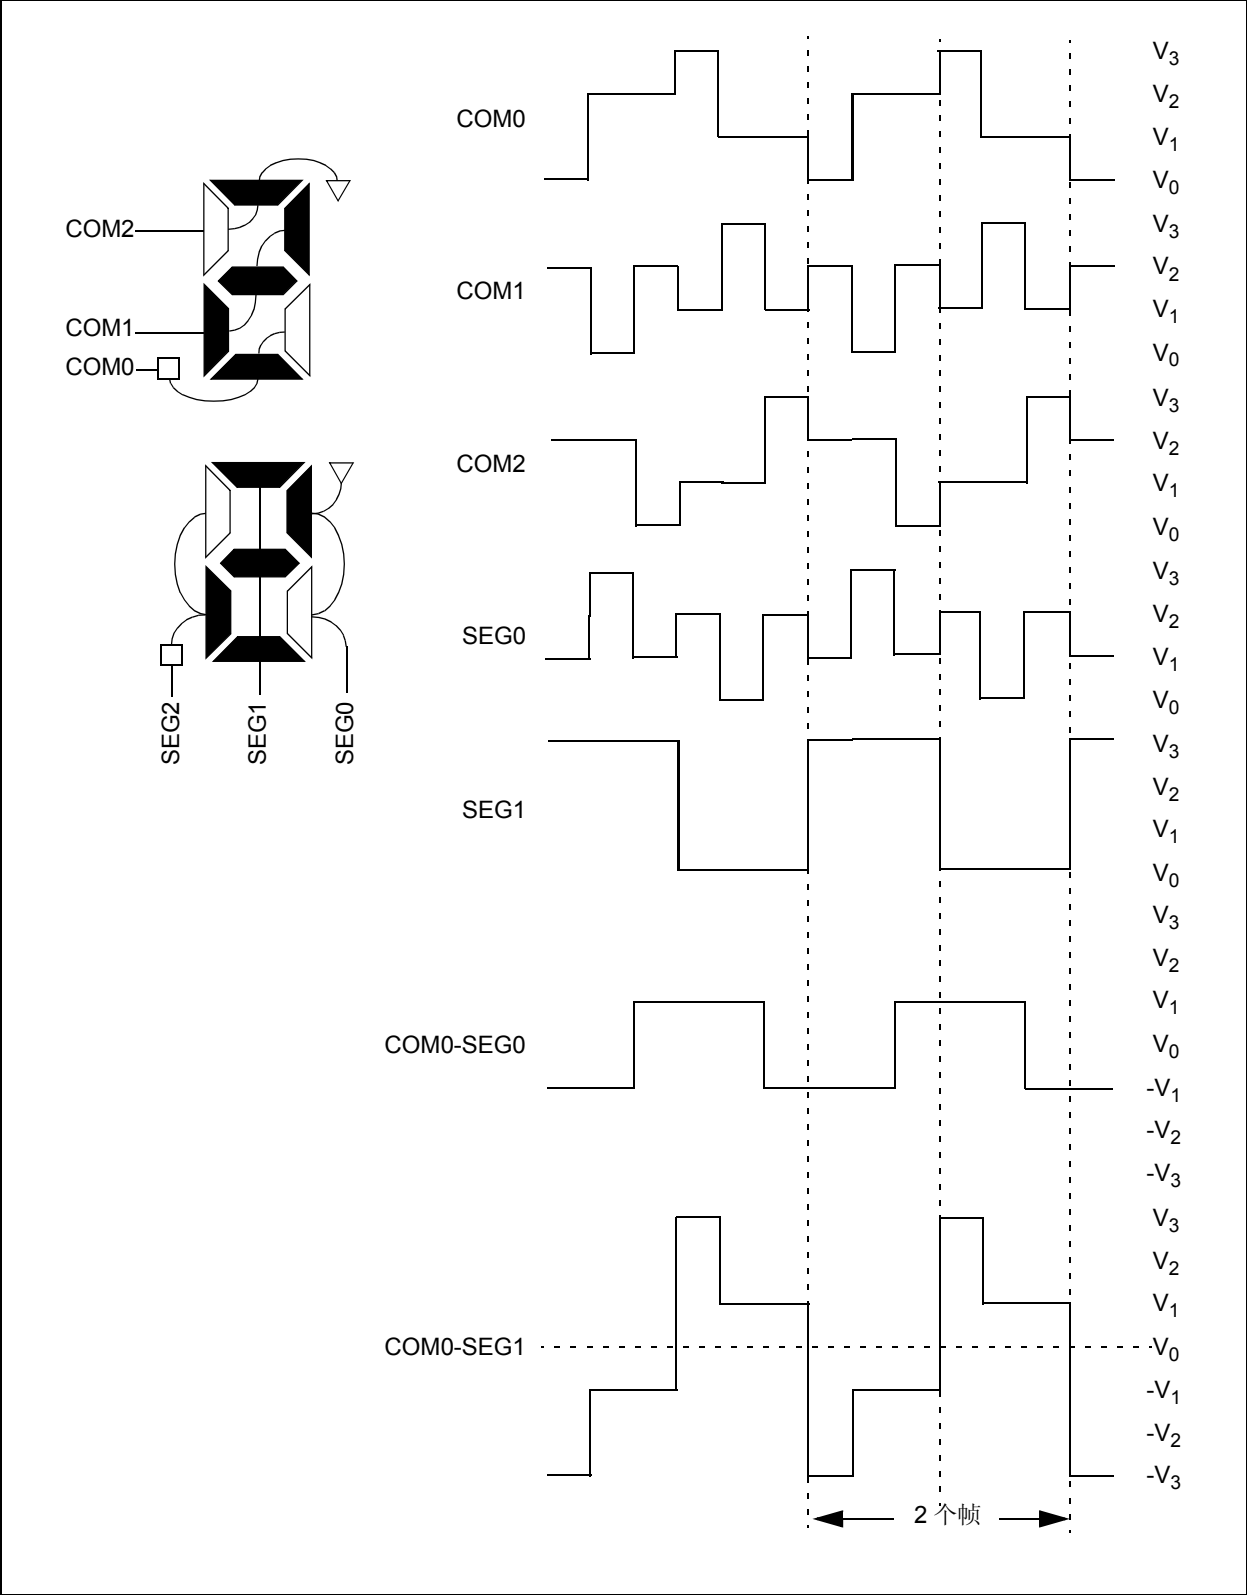 COM2
COM1
COM0
SEG2
SEG1
SEG0
COM0
V3
V2
V1
V0
COM1
V3
V2
V1
V0
COM2
V3
V2
V1
V0
SEG0
V3
V2
V1
V0
SEG1
V3
V2
V1
V0
COM0-SEG0
V3
V2
V1
V0
-V1
-V2
-V3
COM0-SEG1
V3
V2
V1
V0
-V1
-V2
-V3
2 个帧